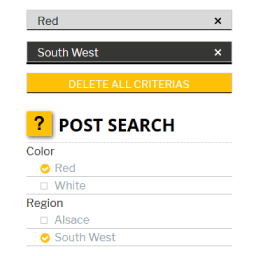 Red ×
South West ×
DELETE ALL CRITERIAS
? POST SEARCH
Color
Red
White
Region
Alsace
South West